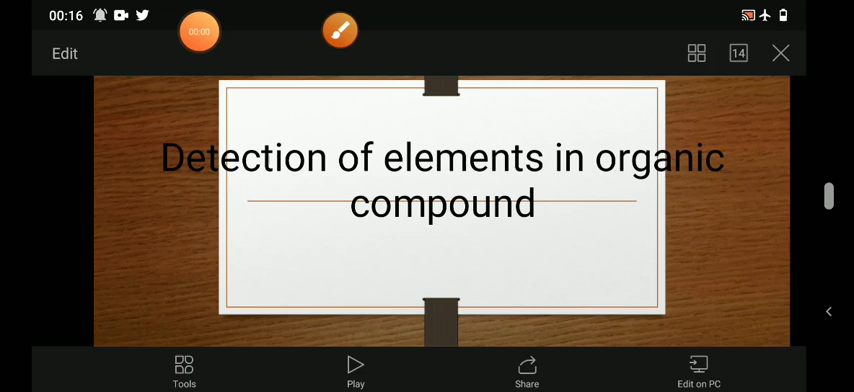 00:16
00:00
Edit
14
Detection of elements in organic
compound
Tools
Play
Share
Edit on PC